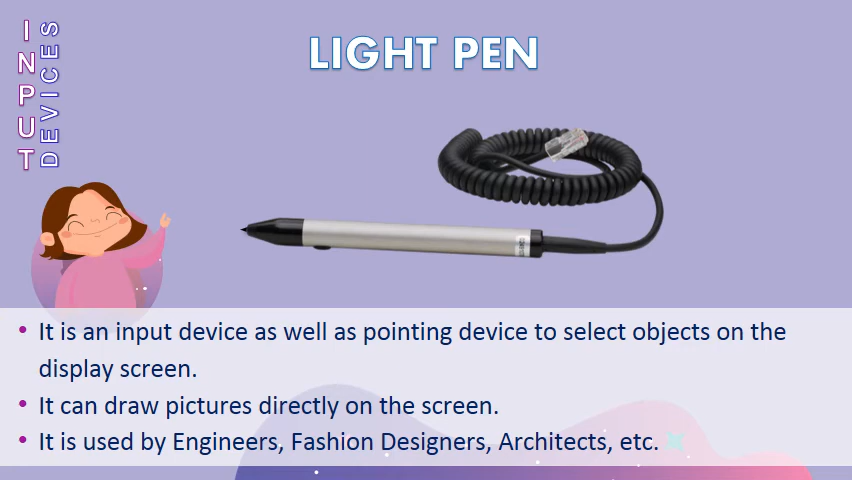 INPUT
DEVICES
LIGHT PEN
• It is an input device as well as pointing device to select objects on the
display screen.
• It can draw pictures directly on the screen.
• It is used by Engineers, Fashion Designers, Architects, etc.